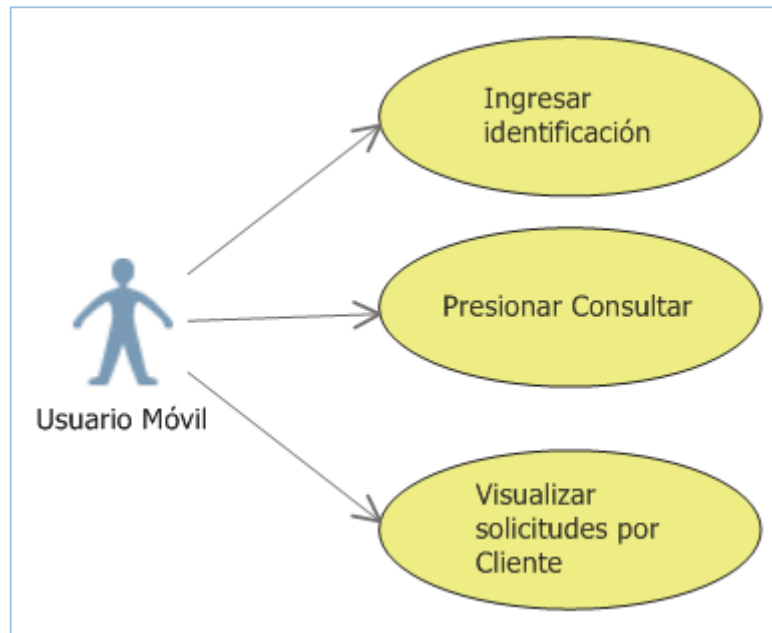 Ingresar
identificación
Presionar Consultar
Usuario Móvil
Visualizar
solicitudes por
Cliente